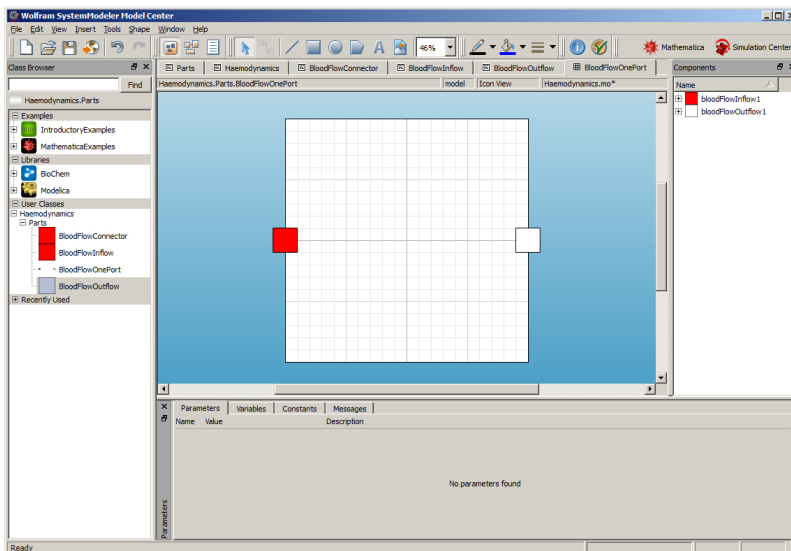 Wolfram SystemModeler Model Center
File Edit View Insert Tools Shape Window Help
A 46% Mathematica Simulation Center
Class Browser
Parts Haemodynamics BloodFlowConnector BloodFlowInflow BloodFlowOutflow BloodFlowOnePort
Components
Find
Haemodynamics.Parts.BloodFlowOnePort model Icon View Haemodynamics.mo*
Name
Haemodynamics.Parts
bloodFlowInflow1
bloodFlowOutflow1
Examples
IntroductoryExamples
MathematicaExamples
Libraries
BioChem
Modelica
User Classes
Haemodynamics
Parts
BloodFlowConnector
BloodFlowInflow
BloodFlowOnePort
BloodFlowOutflow
Recently Used
Parameters Variables Constants Messages
Name Value Description
No parameters found
Parameters
Ready